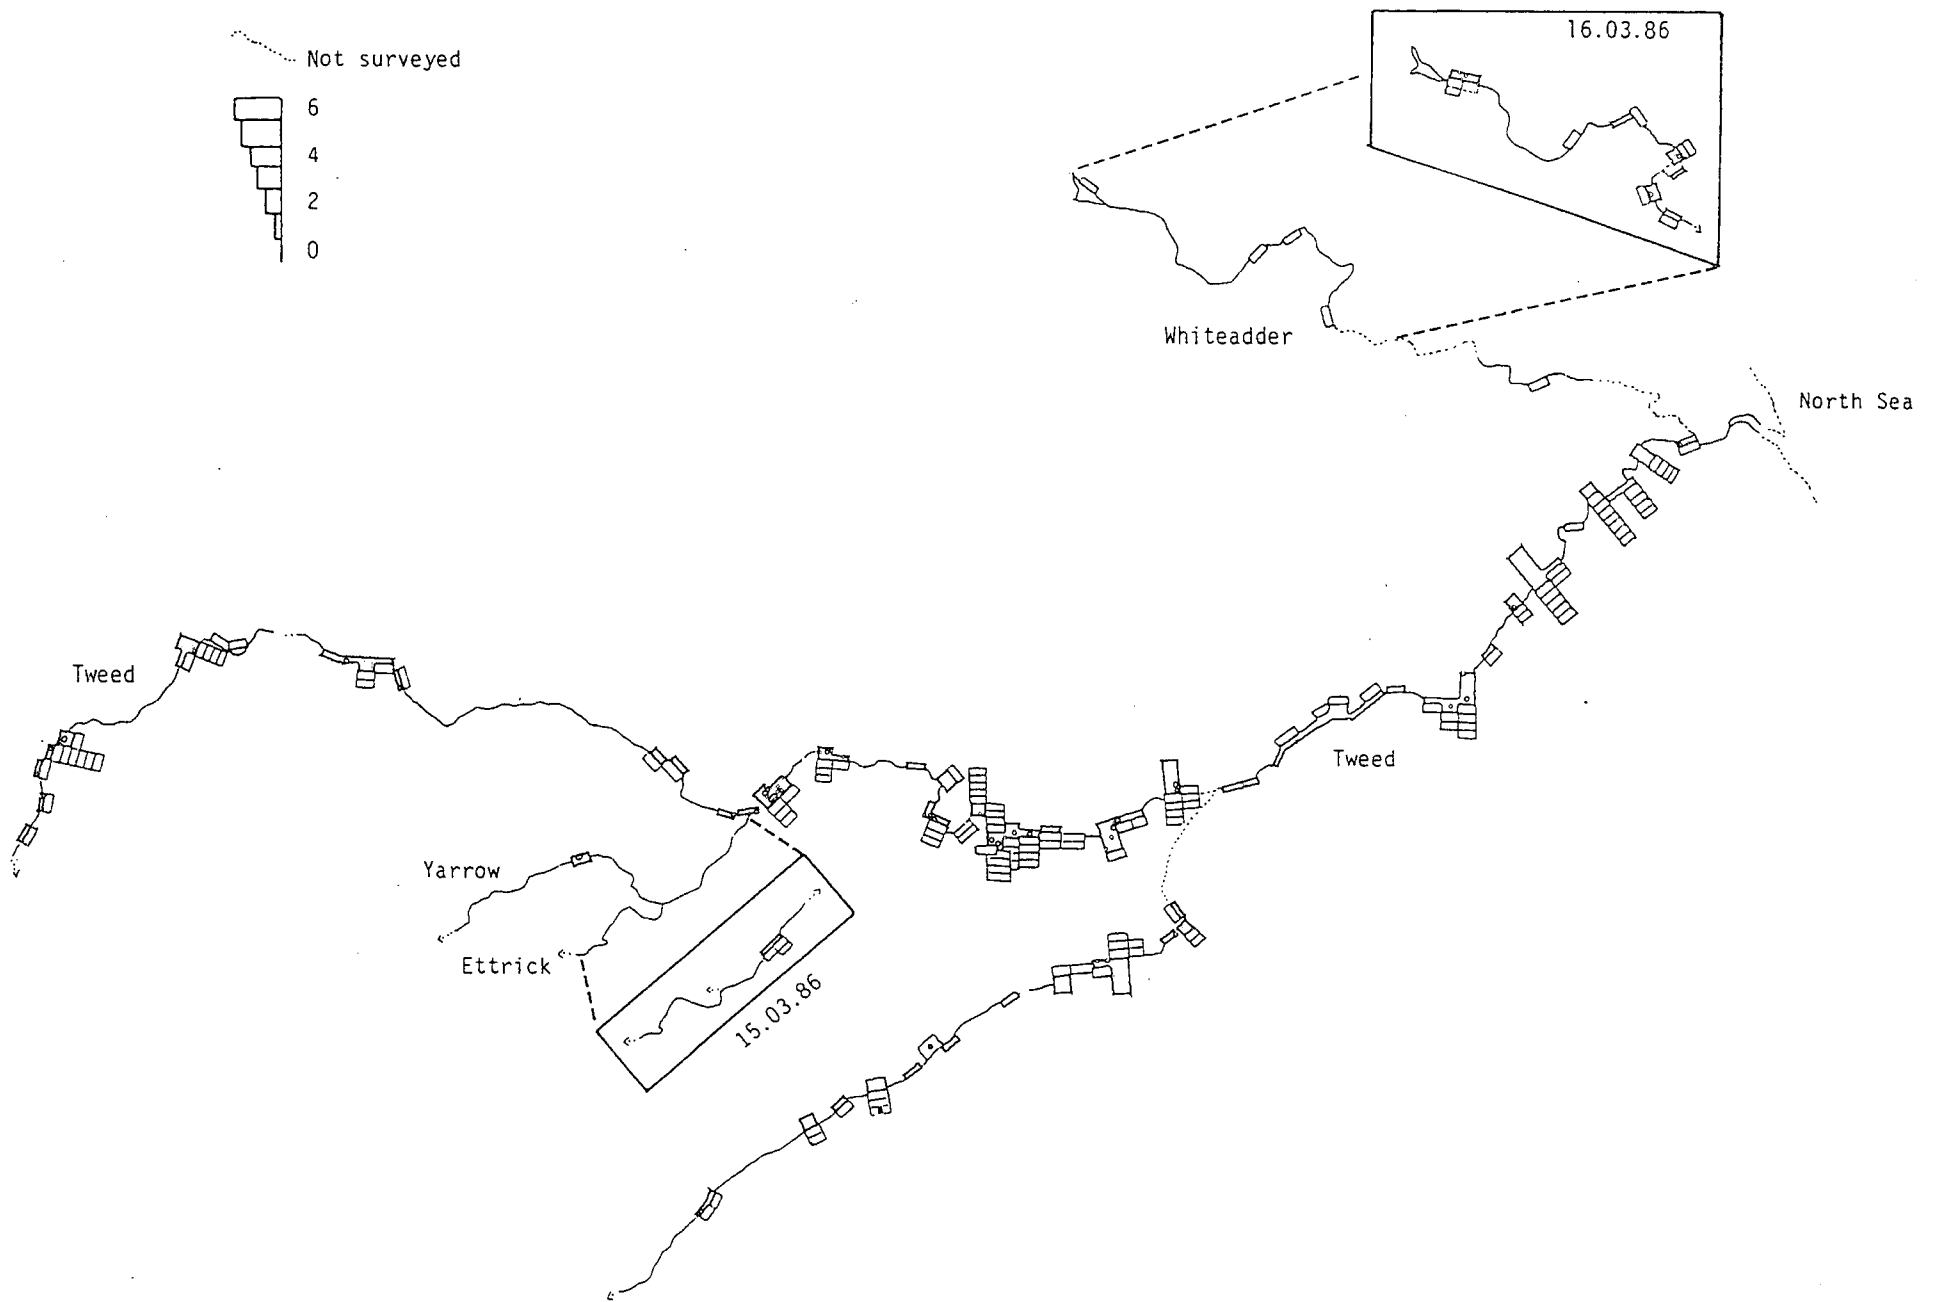 16.03.86
Not surveyed
6
4
2
0
Whiteadder
North Sea
Tweed
Tweed
Yarrow
Ettrick
15.03.86